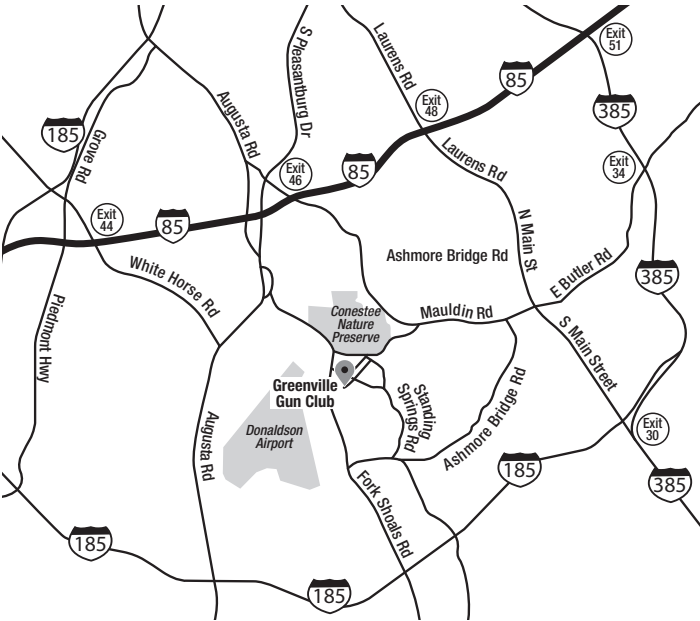 Exit
51
S Pleasantburg Dr
Laurens Rd
85
Exit
48
385
185
Grove Rd
Augusta Rd
Exit
46
85
Laurens Rd
Exit
34
Exit
44
85
N Main St
Ashmore Bridge Rd
E Butler Rd
385
White Horse Rd
Piedmont Hwy
Conestee
Nature
Preserve
Mauldin Rd
S Main Street
Greenville
Gun Club
Standing
Springs Rd
Ashmore Bridge Rd
Augusta Rd
Donaldson
Airport
Exit
30
185
385
Fork Shoals Rd
185
185